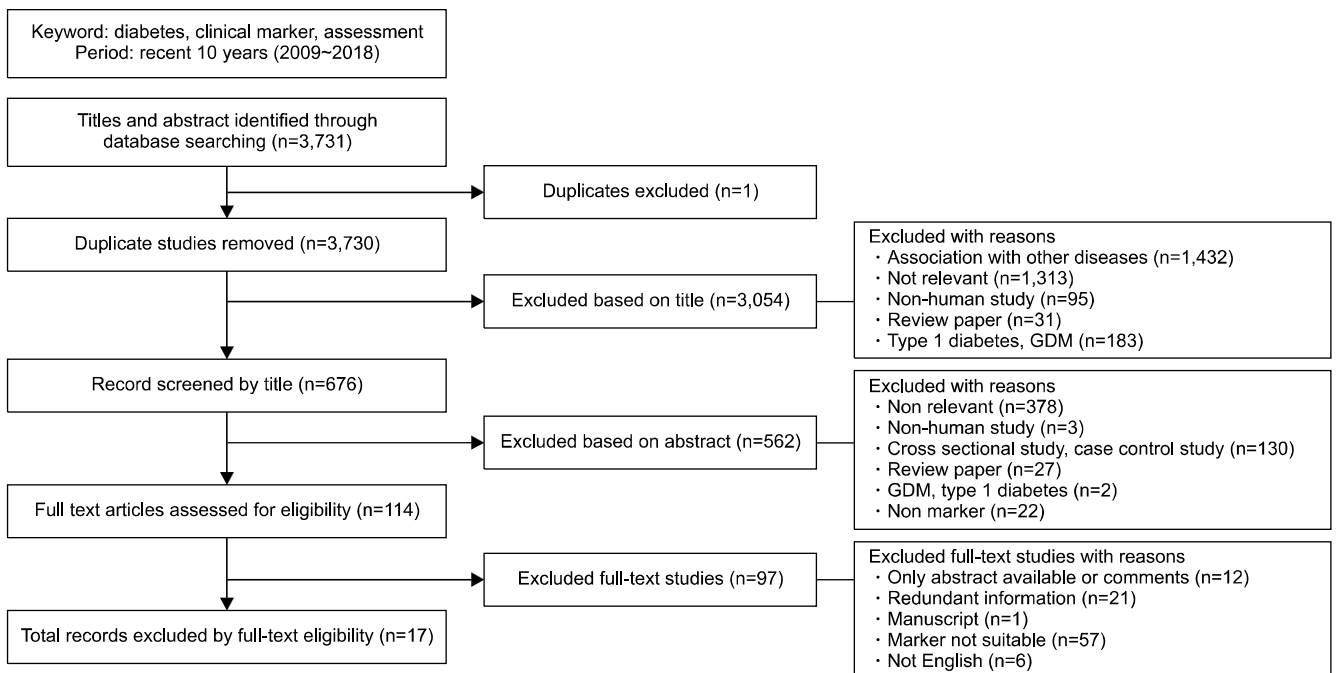 Keyword: diabetes, clinical marker, assessment
Period: recent 10 years (2009~2018)
Titles and abstract identified through
database searching (n=3,731)
Duplicates excluded (n=1)
Duplicate studies removed (n=3,730)
Excluded based on title (n=3,054)
Excluded with reasons
· Association with other diseases (n=1,432)
· Not relevant (n=1,313)
· Non-human study (n=95)
· Review paper (n=31)
· Type 1 diabetes, GDM (n=183)
Record screened by title (n=676)
Excluded based on abstract (n=562)
Excluded with reasons
· Non relevant (n=378)
· Non-human study (n=3)
· Cross sectional study, case control study (n=130)
· Review paper (n=27)
· GDM, type 1 diabetes (n=2)
· Non marker (n=22)
Full text articles assessed for eligibility (n=114)
Excluded full-text studies (n=97)
Excluded full-text studies with reasons
· Only abstract available or comments (n=12)
· Redundant information (n=21)
· Manuscript (n=1)
· Marker not suitable (n=57)
· Not English (n=6)
Total records excluded by full-text eligibility (n=17)